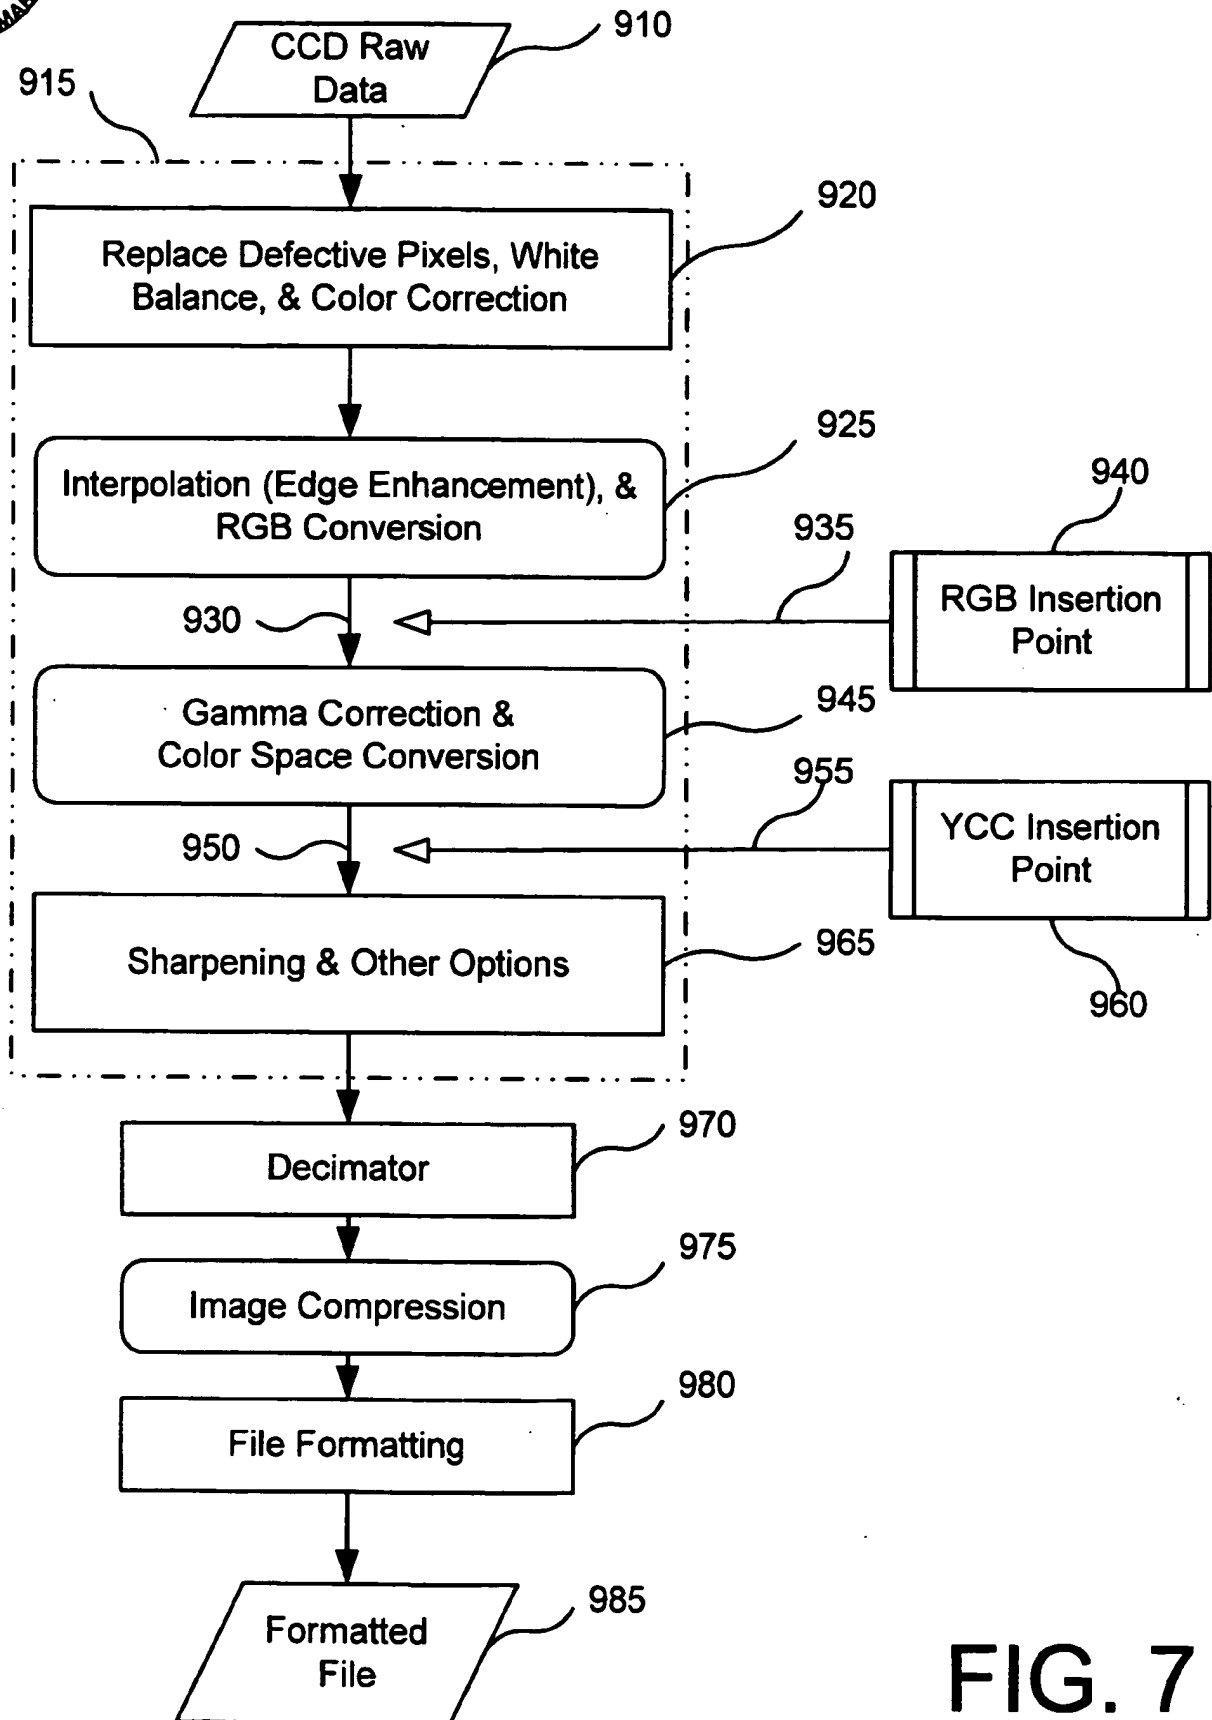 MAR
CCD Raw
Data
910
915
920
Replace Defective Pixels, White
Balance, & Color Correction
925
Interpolation (Edge Enhancement), &
RGB Conversion
940
935
930
RGB Insertion
Point
945
Gamma Correction &
Color Space Conversion
955
950
YCC Insertion
Point
Sharpening & Other Options
965
960
970
Decimator
975
Image Compression
980
File Formatting
985
Formatted
File
FIG. 7